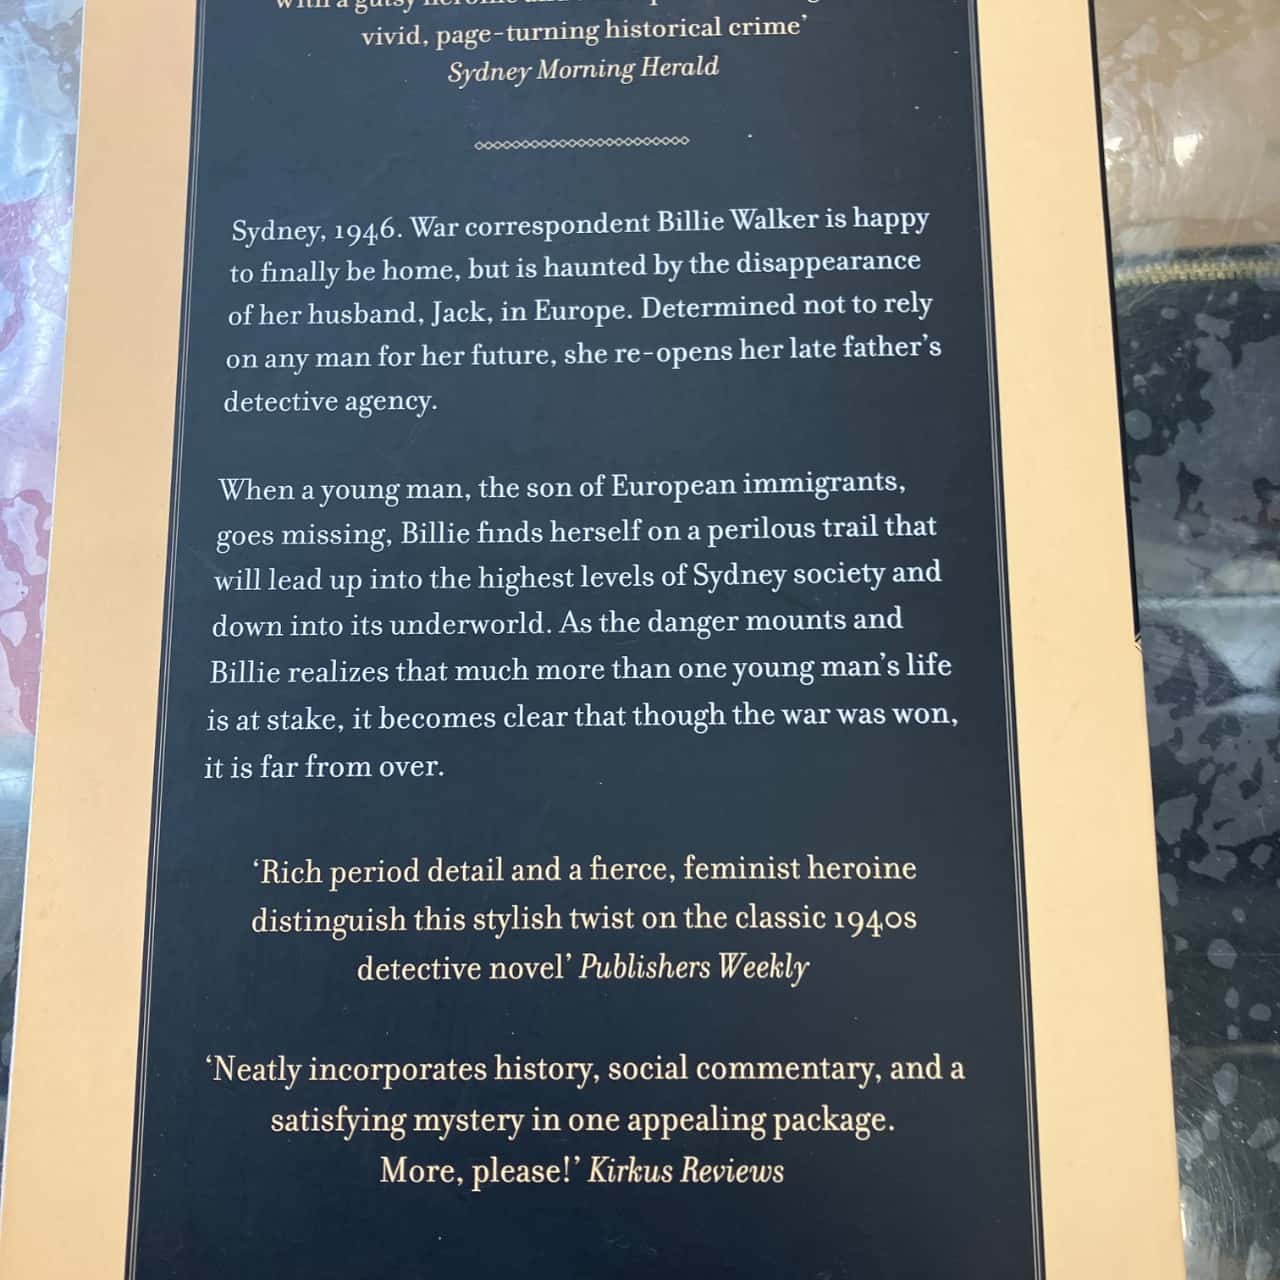 with a gutsy heroine and
vivid, page-turning historical crime’
Sydney Morning Herald
Sydney, 1946. War correspondent Billie Walker is happy
to finally be home, but is haunted by the disappearance
of her husband, Jack, in Europe. Determined not to rely
on any man for her future, she re-opens her late father’s
detective agency.
When a young man, the son of European immigrants,
goes missing, Billie finds herself on a perilous trail that
will lead up into the highest levels of Sydney society and
down into its underworld. As the danger mounts and
Billie realizes that much more than one young man’s life
is at stake, it becomes clear that though the war was won,
it is far from over.
‘Rich period detail and a fierce, feminist heroine
distinguish this stylish twist on the classic 1940s
detective novel’ Publishers Weekly
‘Neatly incorporates history, social commentary, and a
satisfying mystery in one appealing package.
More, please!’ Kirkus Reviews